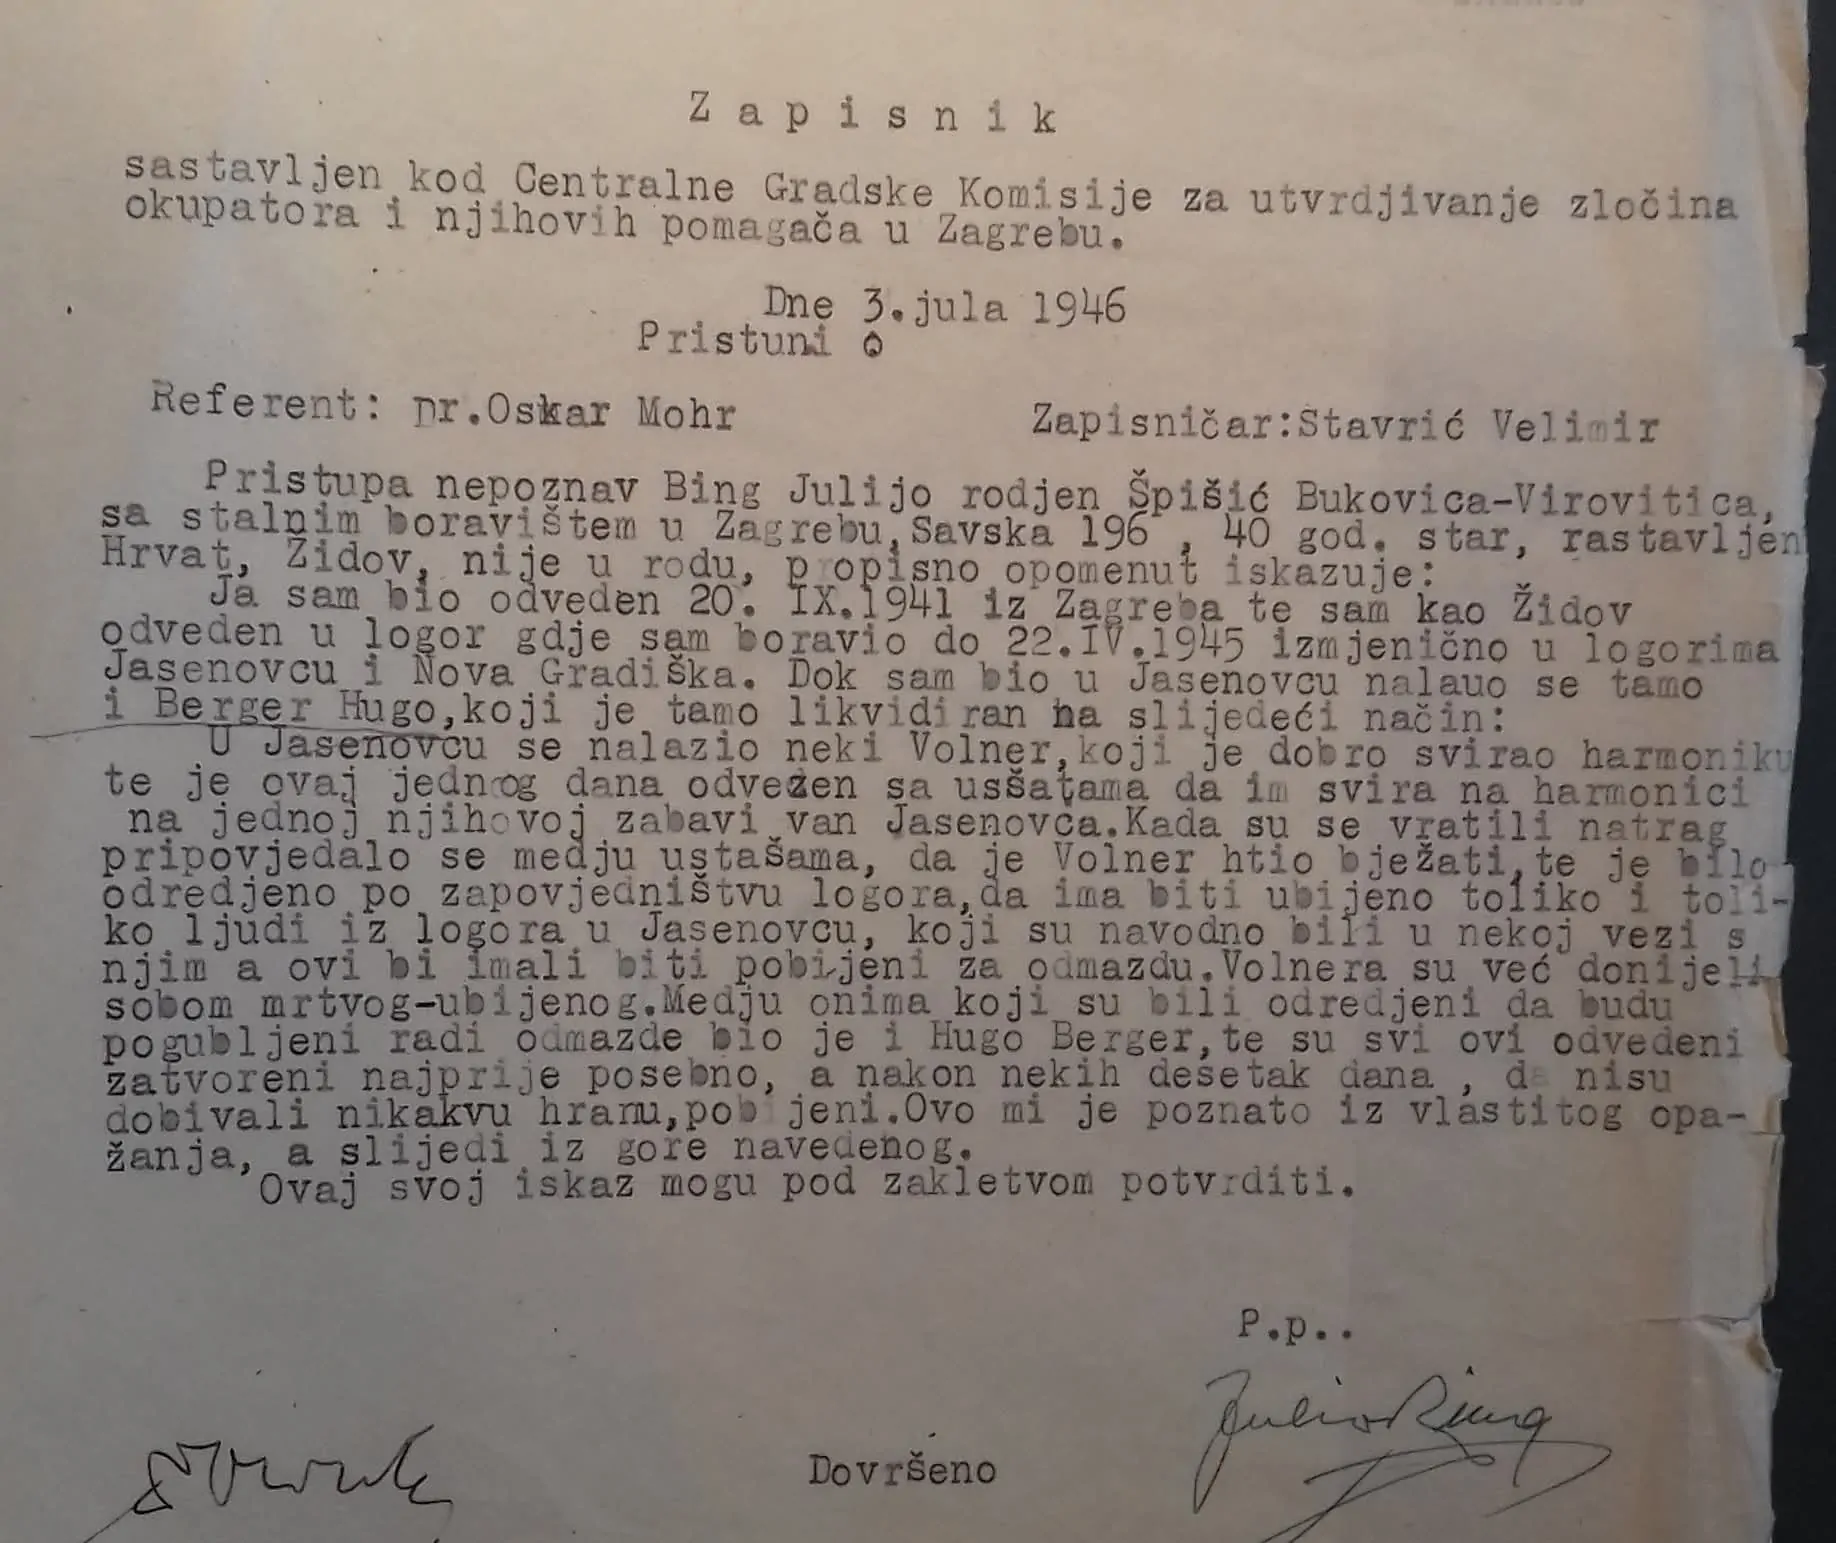 Z a p i s n i k
sastavljen kod Centralne Gradske Komisije za utvrdjivanje zločina
okupatora i njihovih pomagača u Zagrebu.
Dne 3.jula 1946
Pristuni
Referent: Dr.Oskar Mohr Zapisničar:Stavrić Velimir
Pristupa nepoznav Bing Julijo rodjen Špišić Bukovica-Virovitica,
sa stalnim boravištem u Zagrebu,Savska 196 , 40 god. star, rastavljen
Hrvat, Židov, nije u rodu, propisno opomenut iskazuje:
Ja sam bio odveden 20. IX.1941 iz Zagreba te sam kao Židov
odveden u logor gdje sam boravio do 22.IV.1945 izmjenično u logorima
Jasenovcu i Nova Gradiška. Dok sam bio u Jasenovcu nalauo se tamo
i Berger Hugo,koji je tamo likvidiran na slijedeći način:
U Jasenovcu se nalazio neki Volner,koji je dobro svirao harmoniku
te je ovaj jednog dana odvezen sa usšatama da im svira na harmonici
na jednoj njihovoj zabavi van Jasenovca.Kada su se vratili natrag
pripovjedalo se medju ustašama, da je Volner htio bježati,te je bilo
odredjeno po zapovjedništvu logora,da ima biti ubijeno toliko i toli-
ko ljudi iz logora u Jasenovcu, koji su navodno bili u nekoj vezi s
njim a ovi bi imali biti pobijeni za odmazdu.Volnera su već donijeli
sobom mrtvog-ubijenog.Medju onima koji su bili odredjeni da budu
pogubljeni radi odmazde bio je i Hugo Berger,te su svi ovi odvedeni
zatvoreni najprije posebno, a nakon nekih desetak dana , da nisu
dobivali nikakvu hranu,pobijeni.Ovo mi je poznato iz vlastitog opa-
žanja, a slijedi iz gore navedenog.
Ovaj svoj iskaz mogu pod zakletvom potvrditi.
P.p..
Julio Bing
Dovršeno